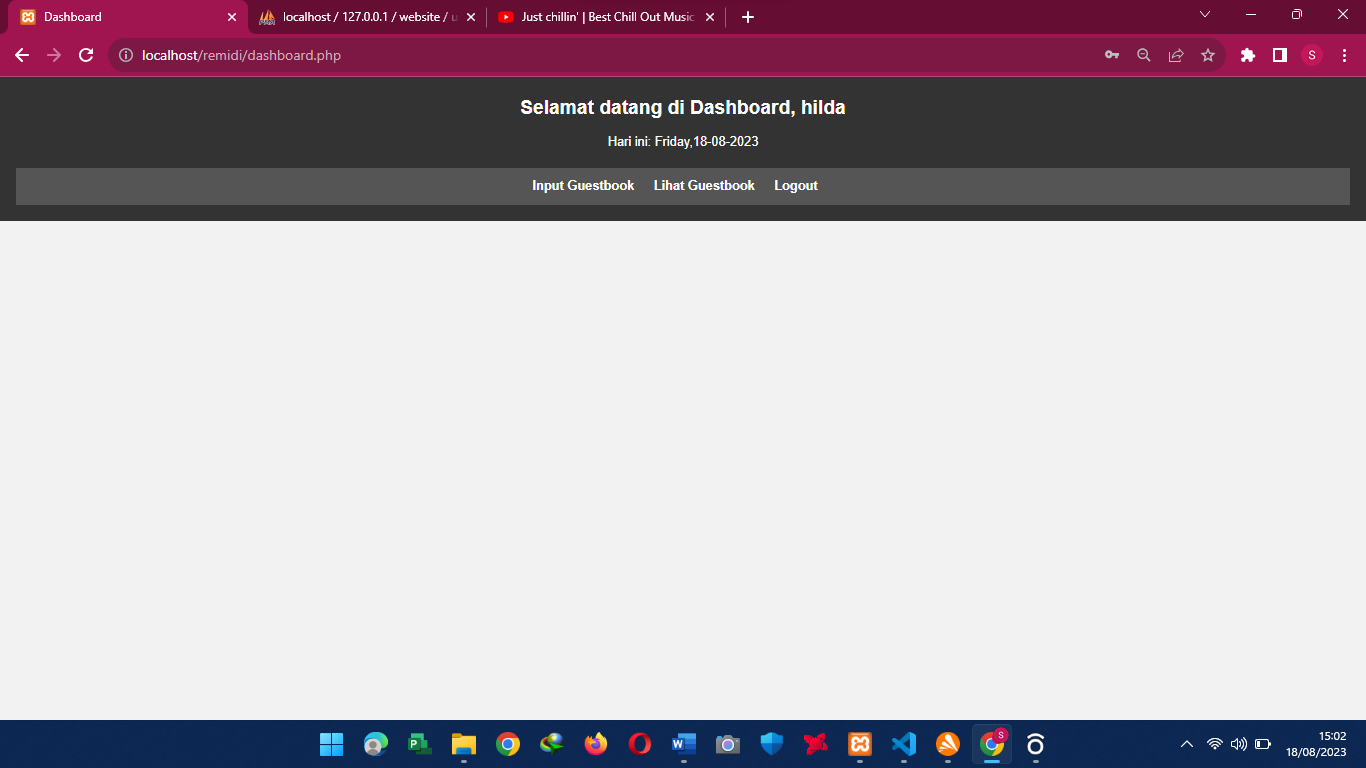 Dashboard
localhost / 127.0.0.1 / website / u
Just chillin' | Best Chill Out Music
localhost/remidi/dashboard.php
S
Selamat datang di Dashboard, hilda
Hari ini: Friday,18-08-2023
Input Guestbook Lihat Guestbook Logout
S
15:02
18/08/2023